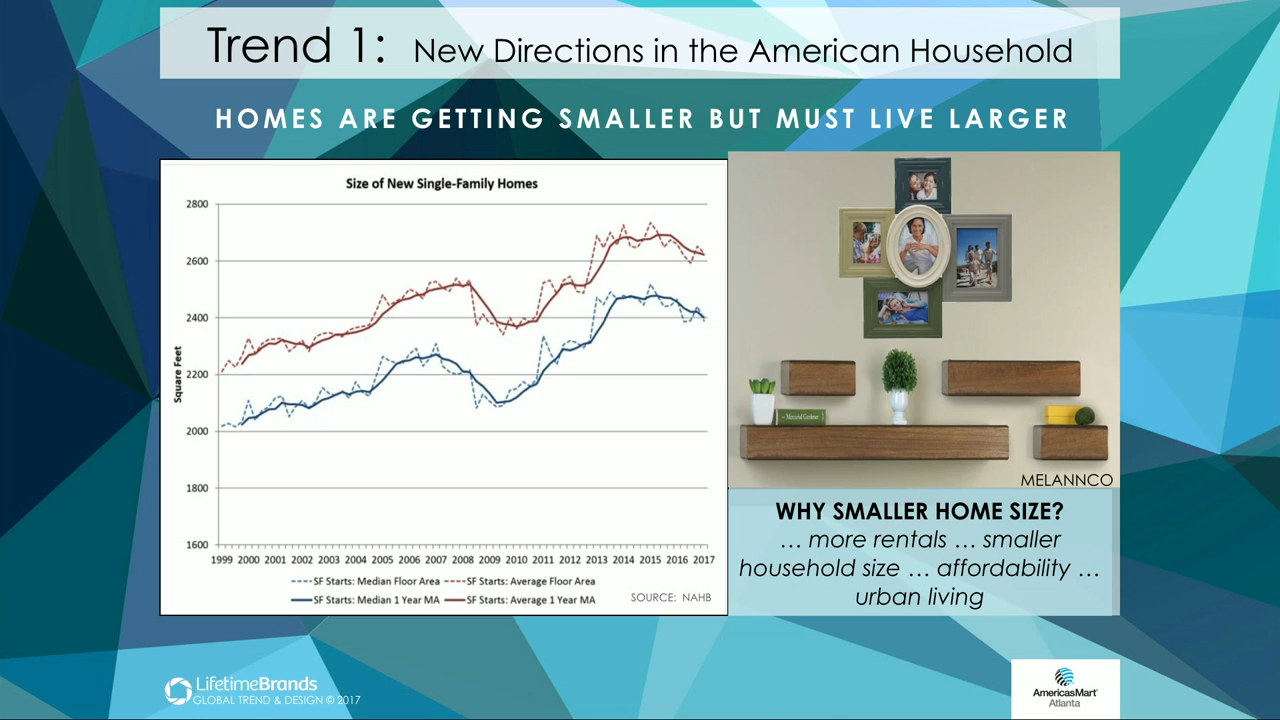 Trend 1: New Directions in the American Household
HOMES ARE GETTING SMALLER BUT MUST LIVE LARGER
Size of New Single-Family Homes
Square Feet
2800
2600
2400
2200
2000
1800
1600
1999 2000 2001 2002 2003 2004 2005 2006 2007 2008 2009 2010 2011 2012 2013 2014 2015 2016 2017
SF Starts: Median Floor Area SF Starts: Average Floor Area
SF Starts: Median 1 Year MA SF Starts: Average 1 Year MA
SOURCE: NAHB
MELANNCO
WHY SMALLER HOME SIZE?
… more rentals … smaller
household size … affordability …
urban living
LifetimeBrands
GLOBAL TREND & DESIGN © 2017
AmericasMart
Atlanta